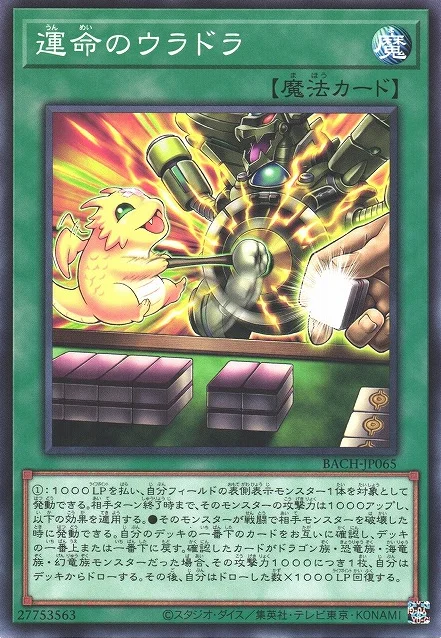 運命のウラドラ
魔
【魔法カード】
BACH-JP065
①：1000LPを払い、自分フィールドの表側表示モンスター1体を対象として
発動できる。相手ターン終了時まで、そのモンスターの攻撃力は1000アップし、
以下の効果を適用する。●そのモンスターが戦闘で相手モンスターを破壊した
時に発動できる。自分のデッキの一番下のカードをお互いに確認し、デッキ
の一番上または一番下に戻す。確認したカードがドラゴン族・恐竜族・海竜
族・幻竜族モンスターだった場合、その攻撃力1000につき1枚、自分は
デッキからドローする。その後、自分はドローした数×1000LP回復する。
27753563 ©スタジオ・ダイス/集英社・テレビ東京・KONAMI